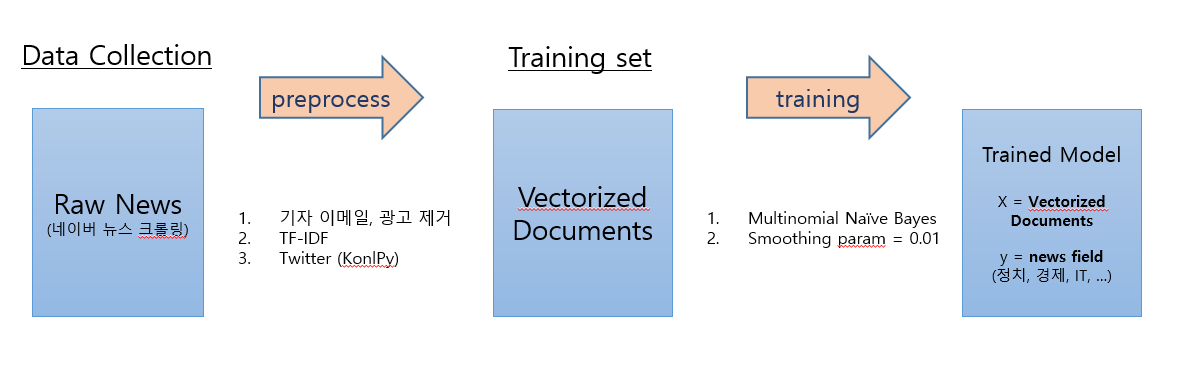 Data Collection
Raw News
(네이버 뉴스 크롤링)
preprocess
1. 기자 이메일, 광고 제거
2. TF-IDF
3. Twitter (KonlPy)
Training set
Vectorized
Documents
training
1. Multinomial Naïve Bayes
2. Smoothing param = 0.01
Trained Model
X = Vectorized
Documents
y = news field
(정치, 경제, IT, ...)